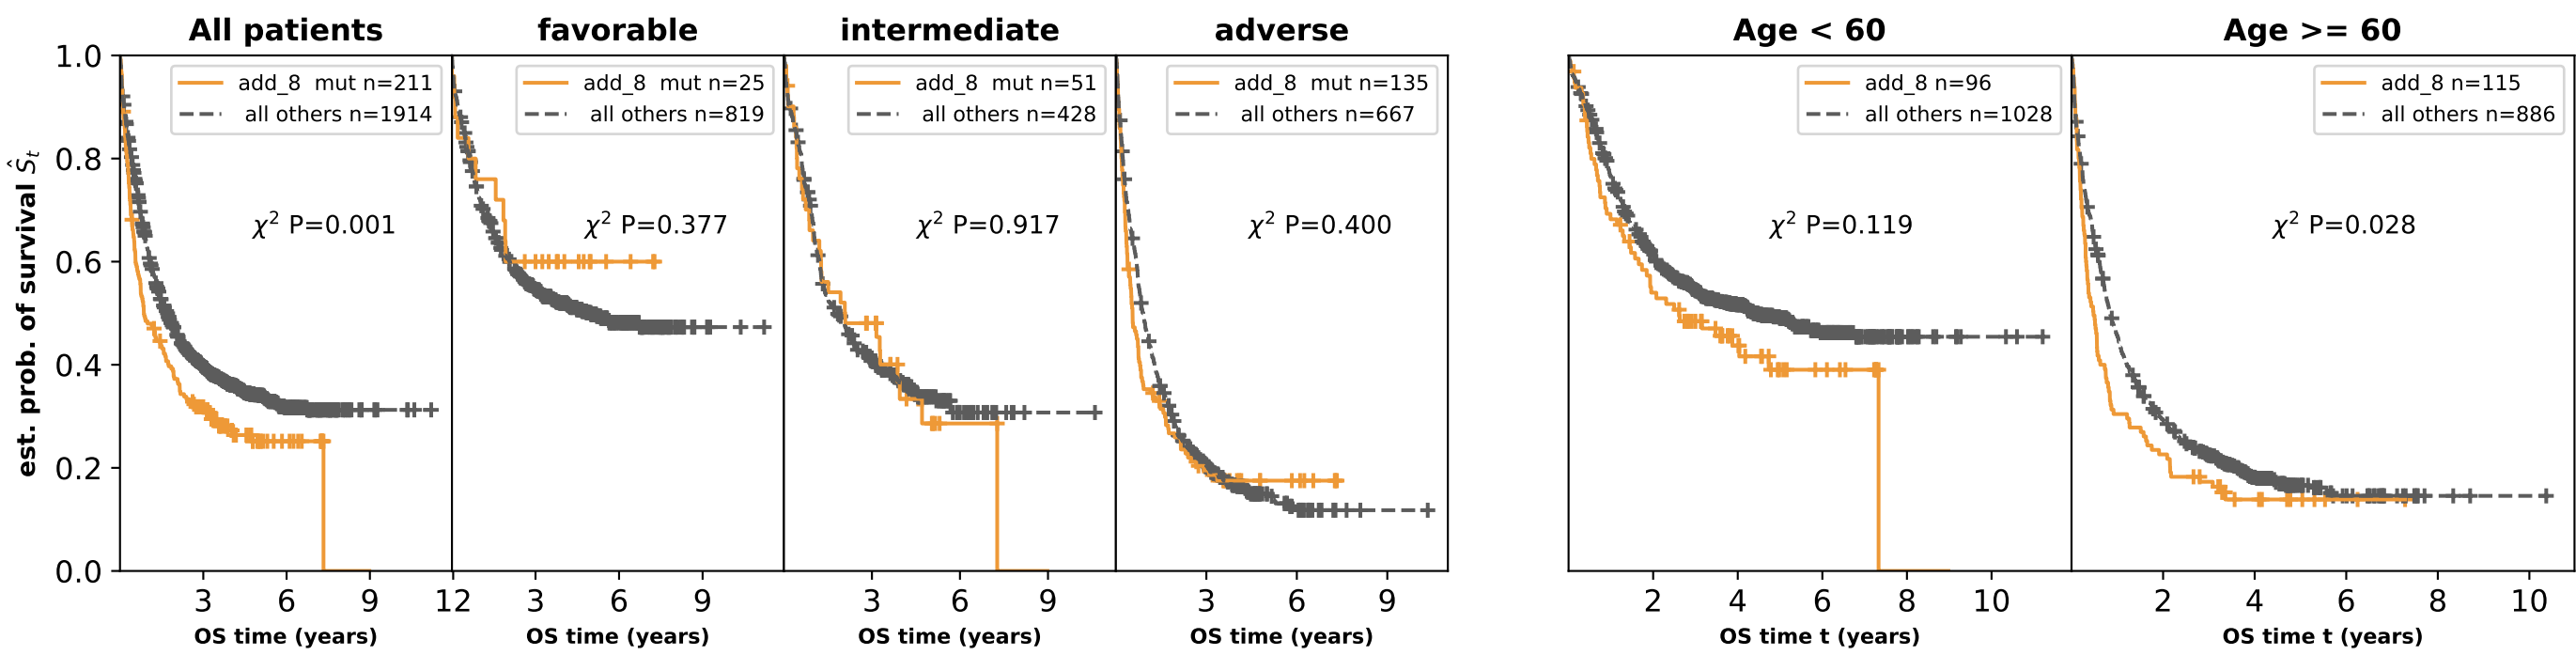 All patients
favorable
intermediate
adverse
Age < 60
Age >= 60
est. prob. of survival Ŝt
1.0
0.8
0.6
0.4
0.2
0.0
add_8 mut n=211
all others n=1914
χ² P=0.001
add_8 mut n=25
all others n=819
χ² P=0.377
add_8 mut n=51
all others n=428
χ² P=0.917
add_8 mut n=135
all others n=667
χ² P=0.400
add_8 n=96
all others n=1028
χ² P=0.119
add_8 n=115
all others n=886
χ² P=0.028
3 6 9 12
3 6 9
3 6 9
3 6 9
2 4 6 8 10
2 4 6 8 10
OS time (years)
OS time (years)
OS time (years)
OS time (years)
OS time t (years)
OS time t (years)